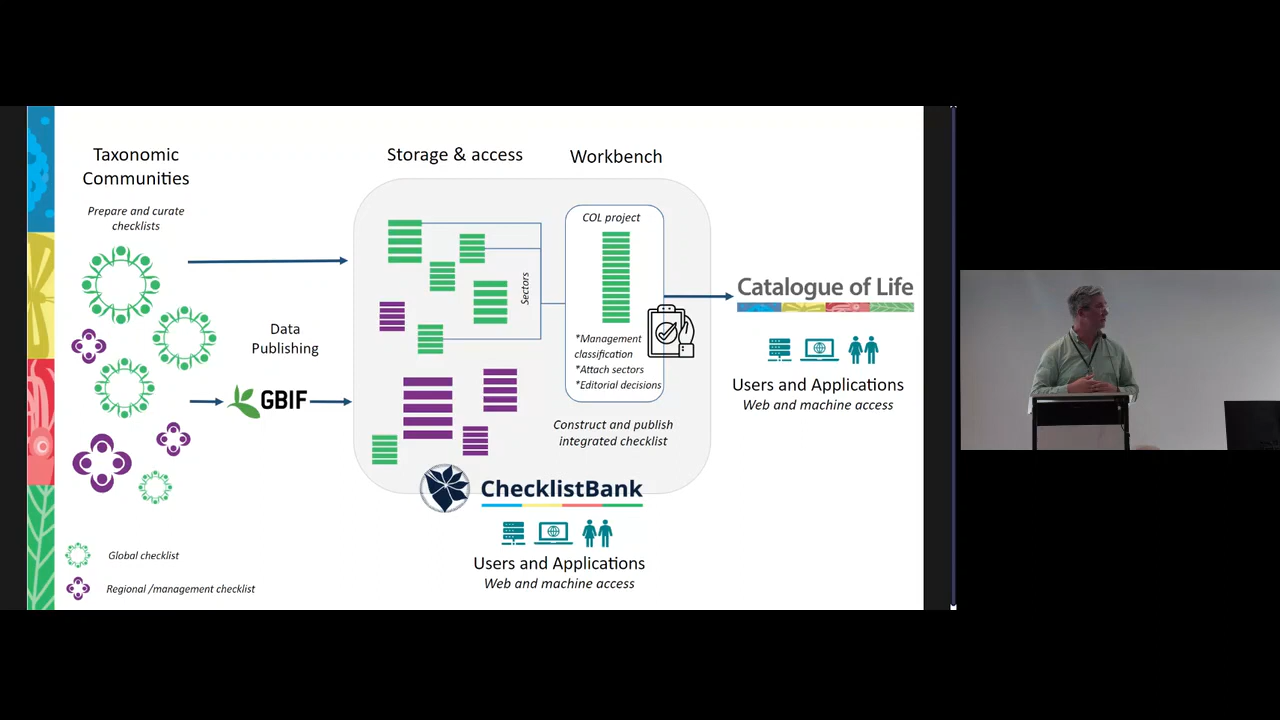 Taxonomic
Communities
Prepare and curate
checklists
Data
Publishing
GBIF
Global checklist
Regional /management checklist
Storage & access
Workbench
Sectors
COL project
*Management
classification
*Attach sectors
*Editorial decisions
Construct and publish
integrated checklist
ChecklistBank
Users and Applications
Web and machine access
Catalogue of Life
Users and Applications
Web and machine access